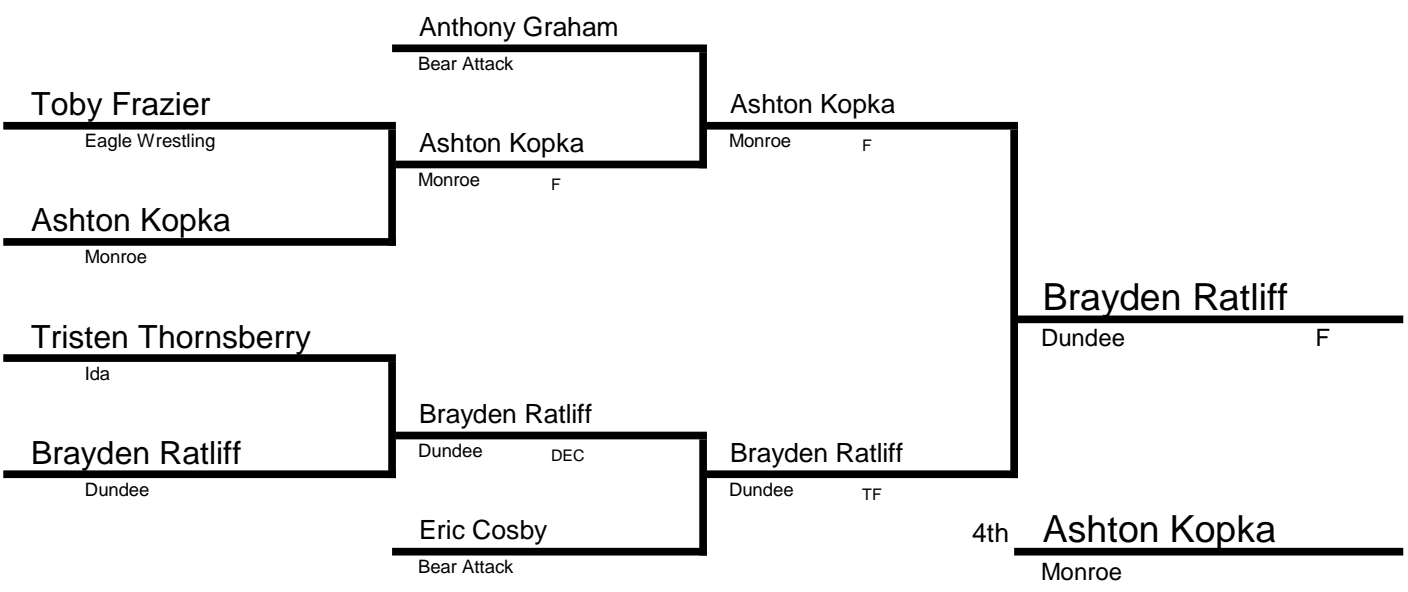 Anthony Graham
Bear Attack
Toby Frazier
Eagle Wrestling
Ashton Kopka
Monroe F
Ashton Kopka
Monroe F
Ashton Kopka
Monroe
Brayden Ratliff
Dundee F
Tristen Thornsberry
Ida
Brayden Ratliff
Dundee DEC
Brayden Ratliff
Dundee
Brayden Ratliff
Dundee TF
Eric Cosby
Bear Attack
4th Ashton Kopka
Monroe